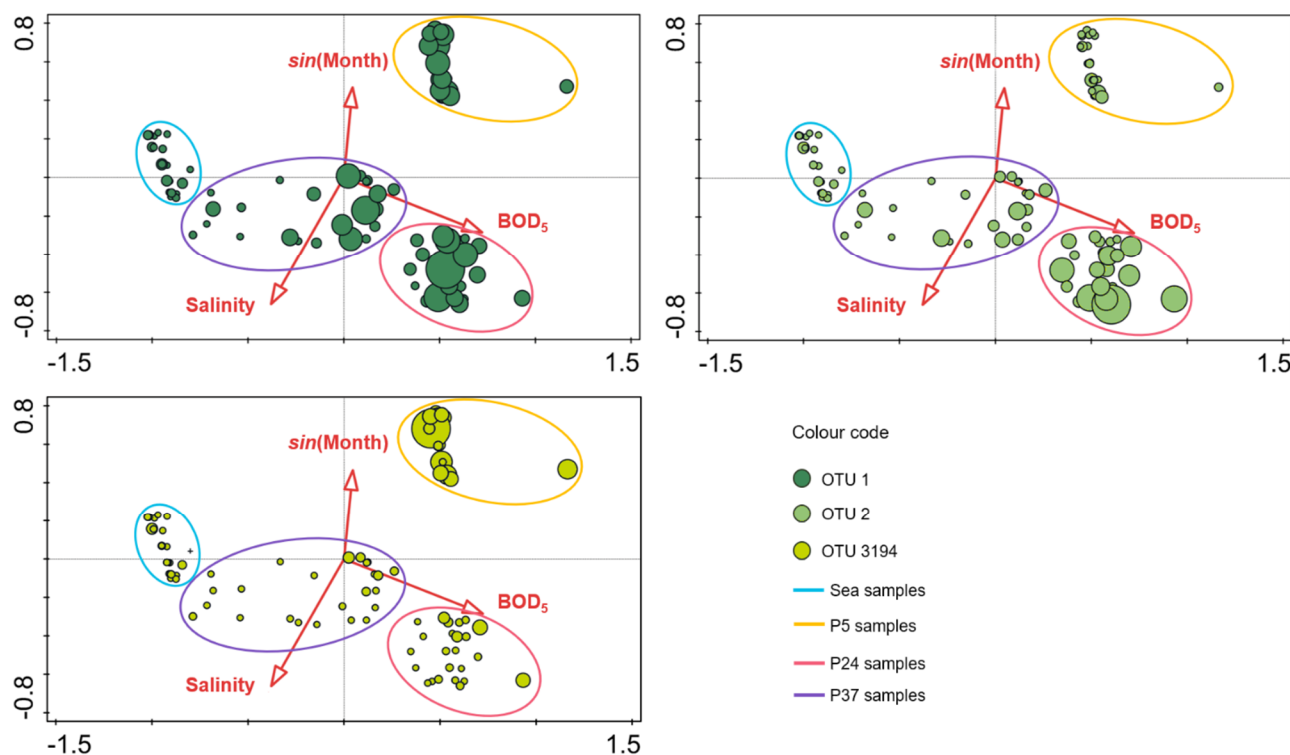 0.8
sin(Month)
BOD5
Salinity
-0.8
-1.5
1.5
0.8
sin(Month)
BOD5
Salinity
-0.8
-1.5
1.5
0.8
sin(Month)
BOD5
Salinity
-0.8
-1.5
1.5
Colour code
OTU 1
OTU 2
OTU 3194
Sea samples
P5 samples
P24 samples
P37 samples